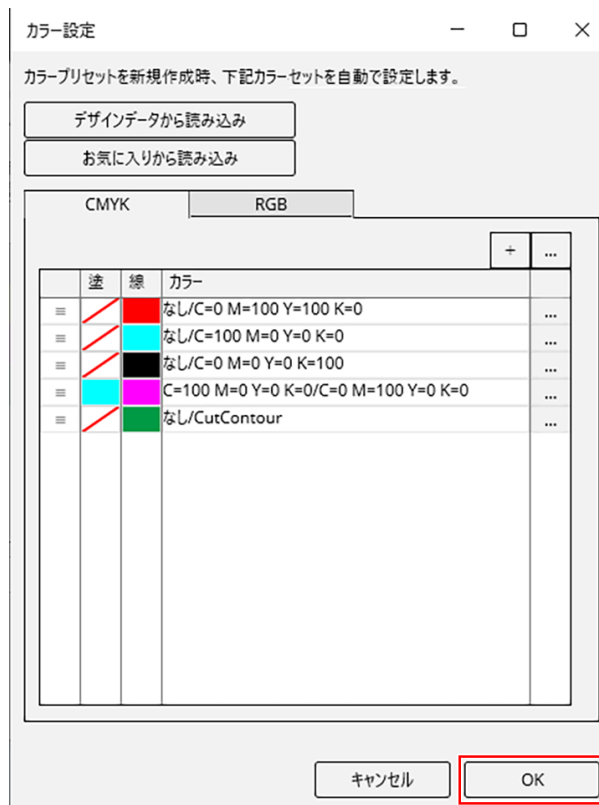 カラー設定
カラープリセットを新規作成時、下記カラーセットを自動で設定します。
デザインデータから読み込み
お気に入りから読み込み
CMYK RGB
+ ...
塗 線 カラー
なし/C=0 M=100 Y=100 K=0 ...
なし/C=100 M=0 Y=0 K=0 ...
なし/C=0 M=0 Y=0 K=100 ...
C=100 M=0 Y=0 K=0/C=0 M=100 Y=0 K=0 ...
なし/CutContour ...
キャンセル OK